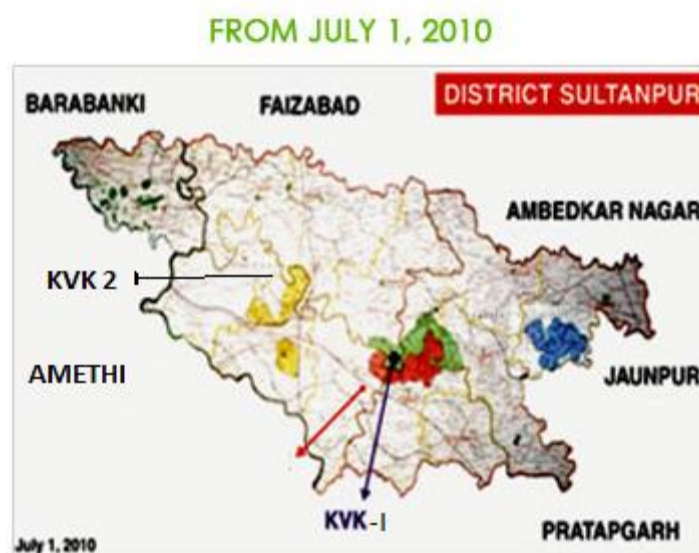 FROM JULY 1, 2010
DISTRICT SULTANPUR
BARABANKI
FAIZABAD
AMBEDKAR NAGAR
KVK 2
AMETHI
JAUNPUR
KVK-I
PRATAPGARH
July 1, 2010